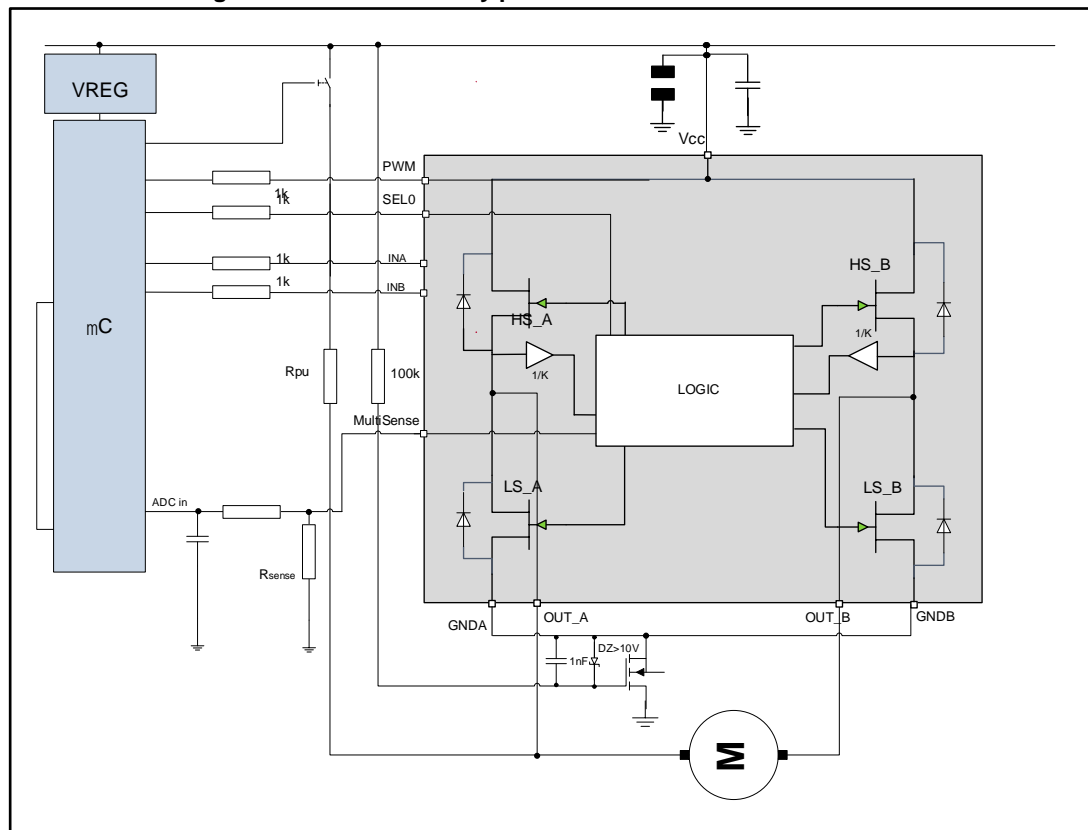 VREG
Vcc
PWM
1k
1k
SEL0
INA
1k
INB
1k
mC
HS_A
HS_B
1/K
1/K
LOGIC
Rpu
100k
MultiSense
LS_A
LS_B
ADC in
Rsense
GNDA
OUT_A
OUT_B
GNDB
1nF
DZ>10V
M